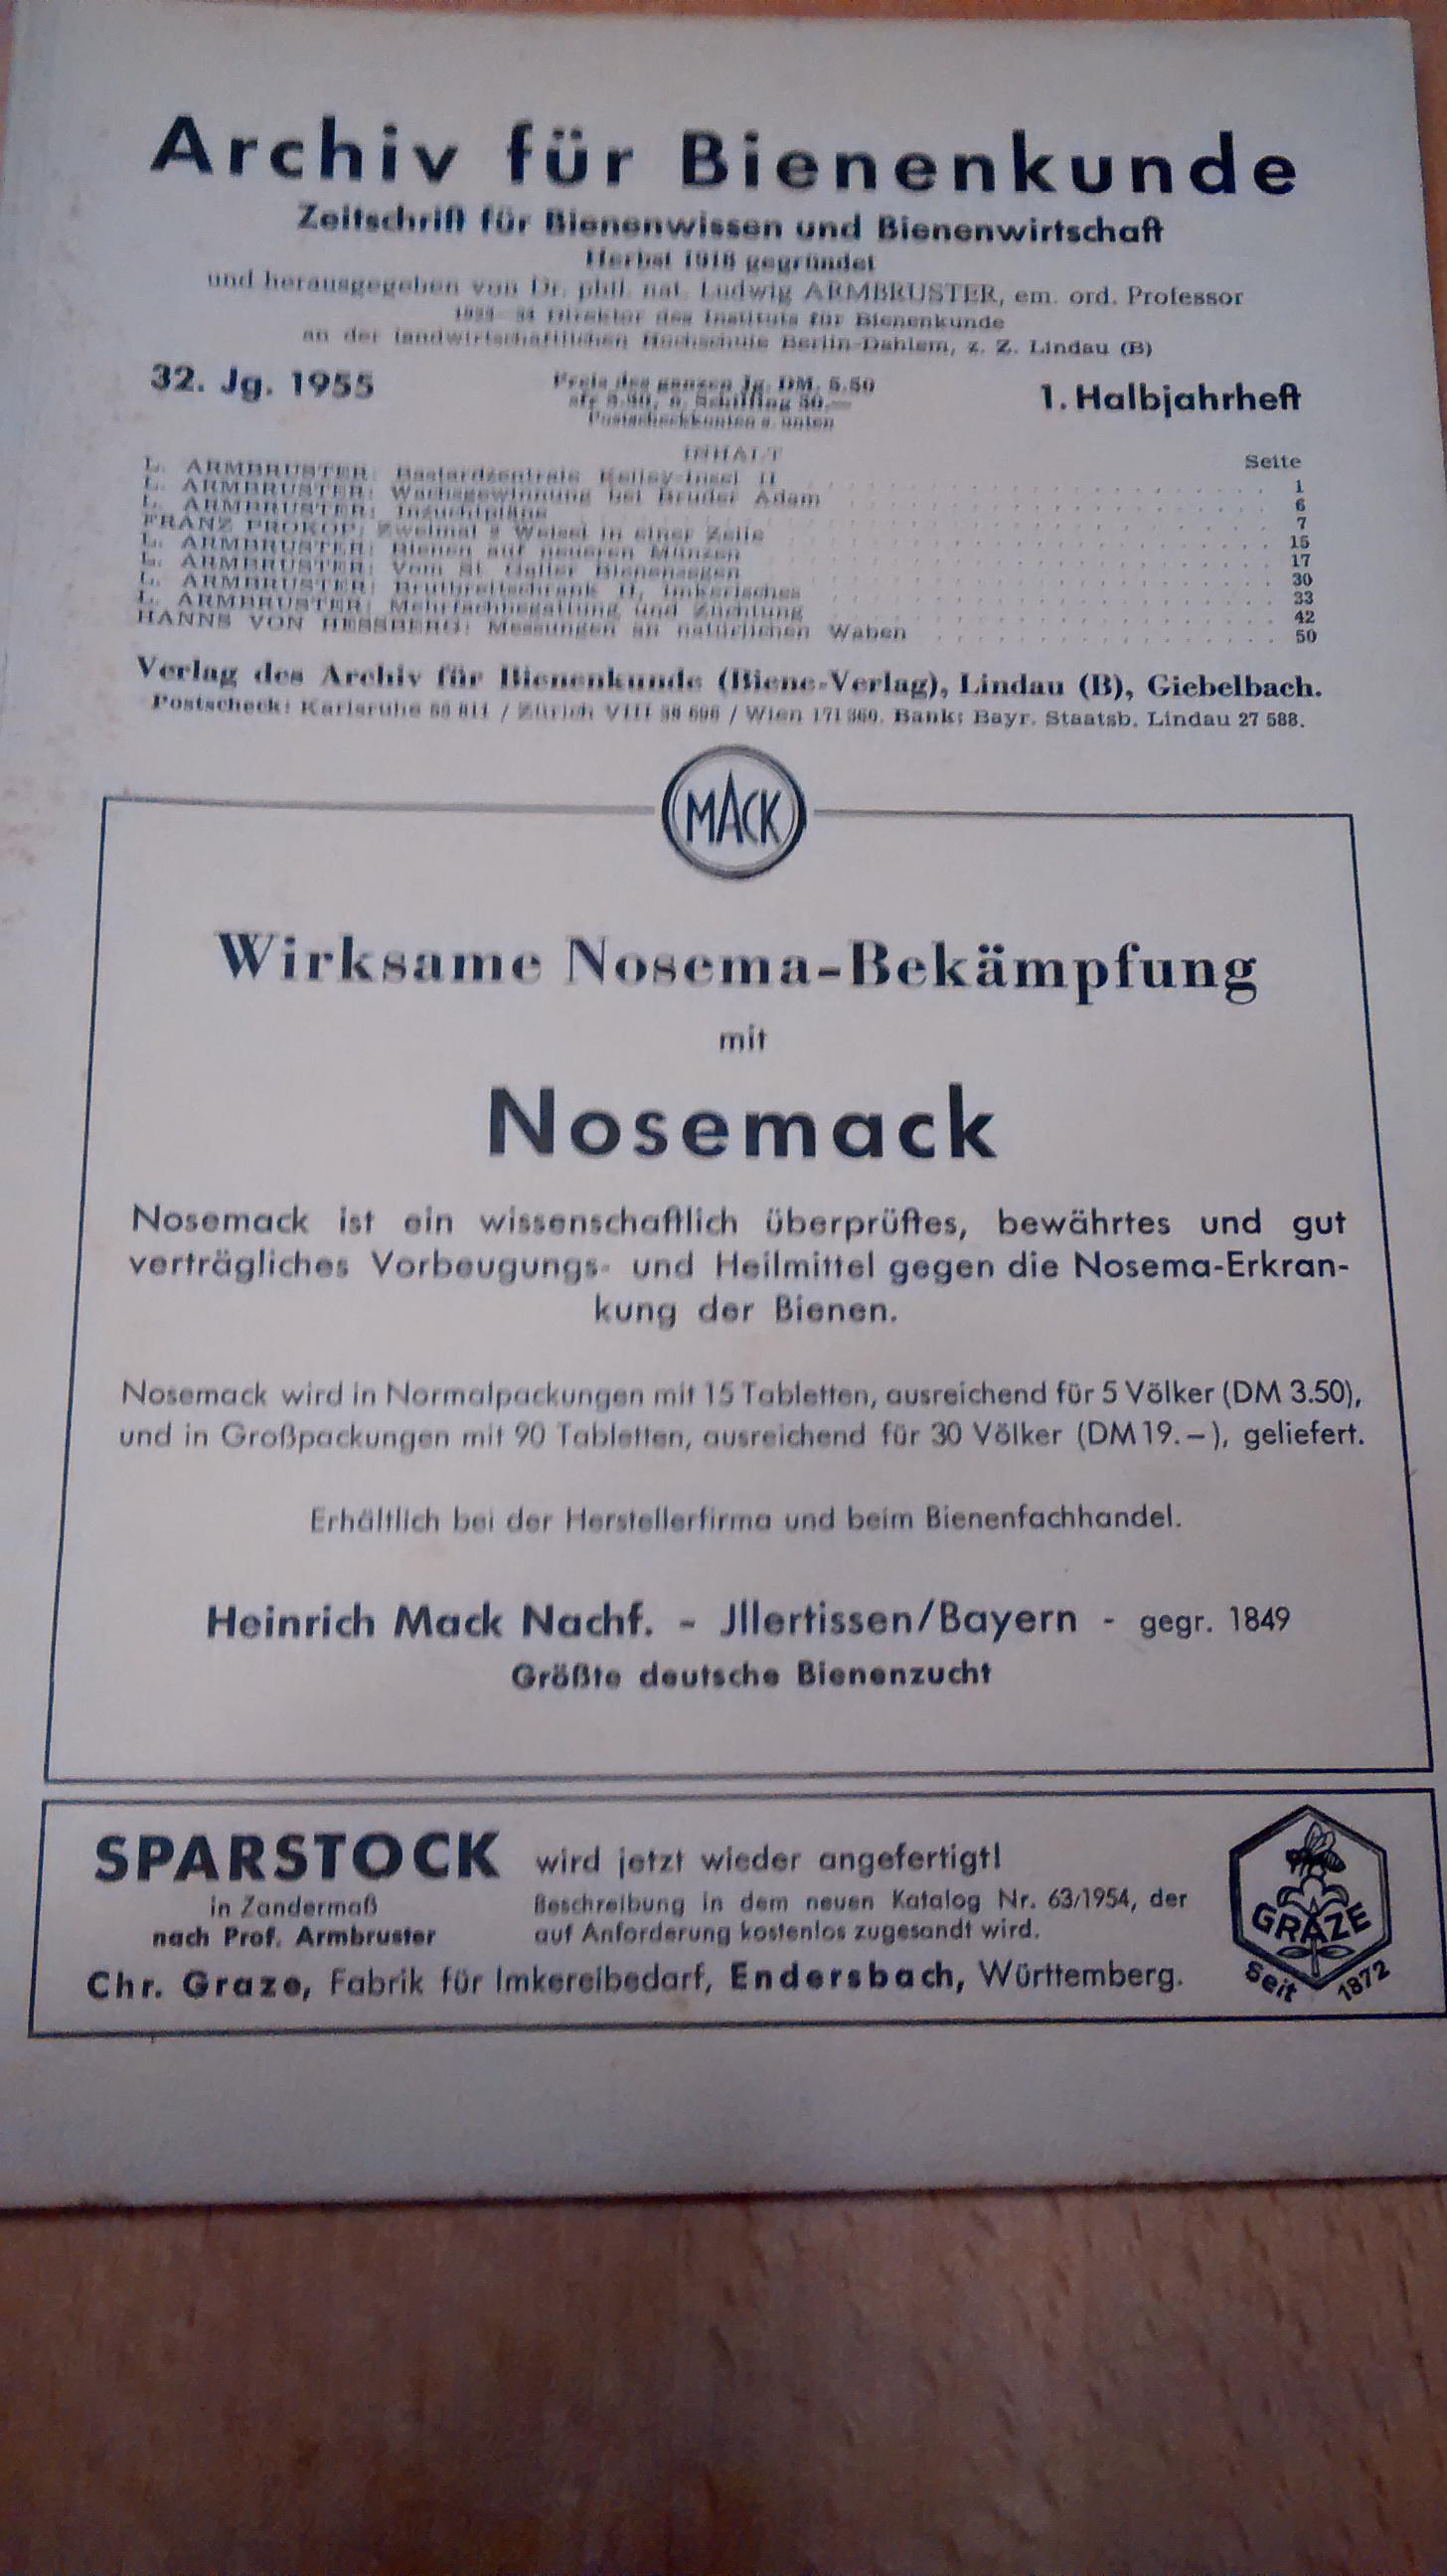 Archiv für Bienenkunde
Zeitschrift für Bienenwissen und Bienenwirtschaft
Herbst 1918 gegründet
und herausgegeben von Dr. phil. nat. Ludwig ARMBRUSTER, em. ord. Professor
1923–34 Direktor des Instituts für Bienenkunde
an der landwirtschaftlichen Hochschule Berlin-Dahlem, z. Z. Lindau (B)
32. Jg. 1955
Preis des ganzen Jg. DM. 5.50
sfr 5.90, ö. Schilling 30.—
Postscheckkonten s. unten
1. Halbjahrheft
INHALT Seite
L. ARMBRUSTER: Bastardzentrale Kelley-Insel II 1
L. ARMBRUSTER: Wachsgewinnung bei Bruder Adam 6
L. ARMBRUSTER: Inzuchtpläne 7
FRANZ PROKOP: Zweimal 2 Weisel in einer Zelle 15
L. ARMBRUSTER: Bienen auf neueren Münzen 17
L. ARMBRUSTER: Vom St. Galler Bienensegen 30
L. ARMBRUSTER: Brutbrettschrank II, Imkerisches 33
L. ARMBRUSTER: Mehrfachbegattung und Züchtung 42
HANNS VON HESSBERG: Messungen an natürlichen Waben 50
Verlag des Archiv für Bienenkunde (Biene-Verlag), Lindau (B), Giebelbach.
Postscheck: Karlsruhe / Zürich VIII / Wien 171 360. Bank: Bayr. Staatsb. Lindau 27 588.
MACK
Wirksame Nosema-Bekämpfung
mit
Nosemack
Nosemack ist ein wissenschaftlich überprüftes, bewährtes und gut
verträgliches Vorbeugungs- und Heilmittel gegen die Nosema-Erkran-
kung der Bienen.
Nosemack wird in Normalpackungen mit 15 Tabletten, ausreichend für 5 Völker (DM 3.50),
und in Großpackungen mit 90 Tabletten, ausreichend für 30 Völker (DM 19.–), geliefert.
Erhältlich bei der Herstellerfirma und beim Bienenfachhandel.
Heinrich Mack Nachf. - Jllertissen/Bayern - gegr. 1849
Größte deutsche Bienenzucht
SPARSTOCK wird jetzt wieder angefertigt!
in Zandermaß
nach Prof. Armbruster
Beschreibung in dem neuen Katalog Nr. 63/1954, der
auf Anforderung kostenlos zugesandt wird.
Chr. Graze, Fabrik für Imkereibedarf, Endersbach, Württemberg.
GRAZE
Seit 1872